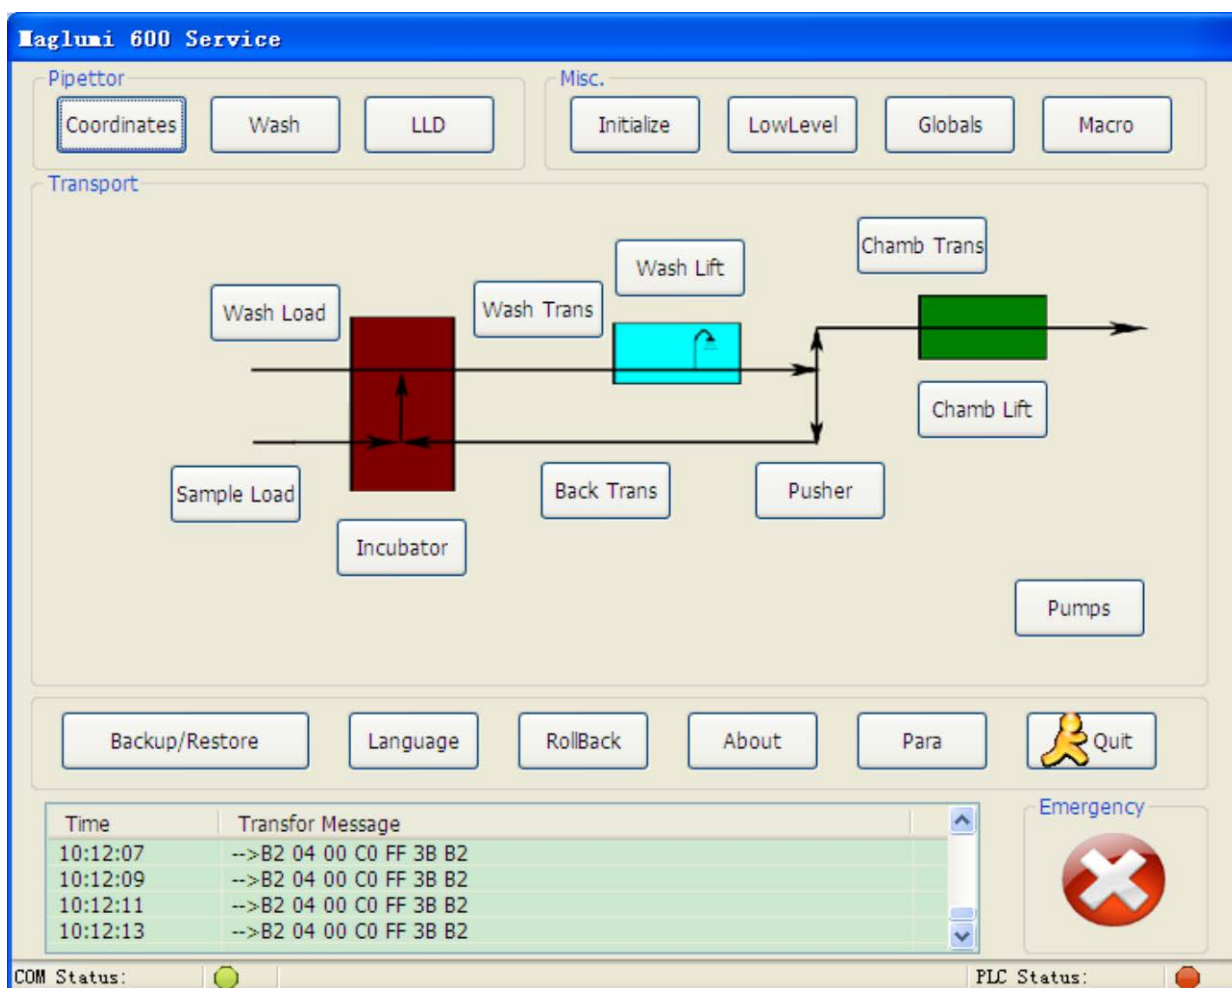 Maglumi 600 Service
Pipettor
Coordinates
Wash
LLD
Misc.
Initialize
LowLevel
Globals
Macro
Transport
Chamb Trans
Wash Lift
Wash Load
Wash Trans
Chamb Lift
Sample Load
Back Trans
Pusher
Incubator
Pumps
Backup/Restore
Language
RollBack
About
Para
Quit
Time Transfor Message
10:12:07 -->B2 04 00 C0 FF 3B B2
10:12:09 -->B2 04 00 C0 FF 3B B2
10:12:11 -->B2 04 00 C0 FF 3B B2
10:12:13 -->B2 04 00 C0 FF 3B B2
Emergency
COM Status:
PLC Status: